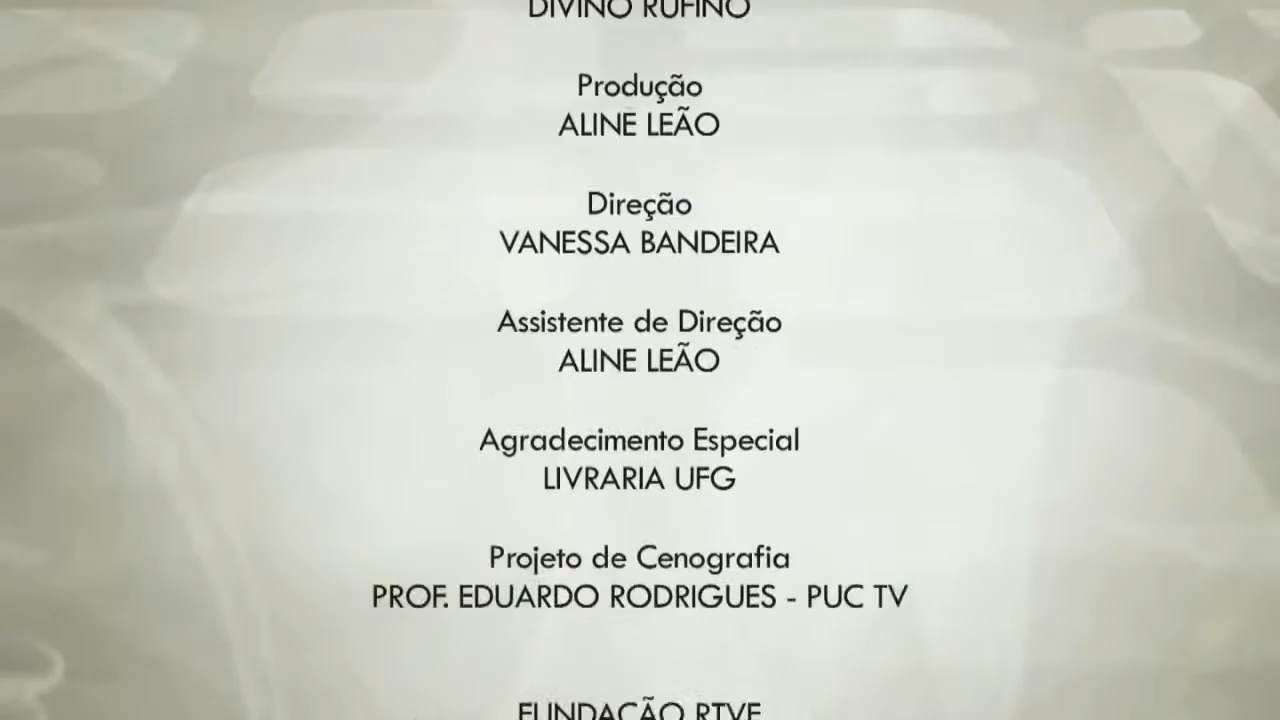 DIVINO RUFINO
Produção
ALINE LEÃO
Direção
VANESSA BANDEIRA
Assistente de Direção
ALINE LEÃO
Agradecimento Especial
LIVRARIA UFG
Projeto de Cenografia
PROF. EDUARDO RODRIGUES - PUC TV
FUNDAÇÃO RTVE